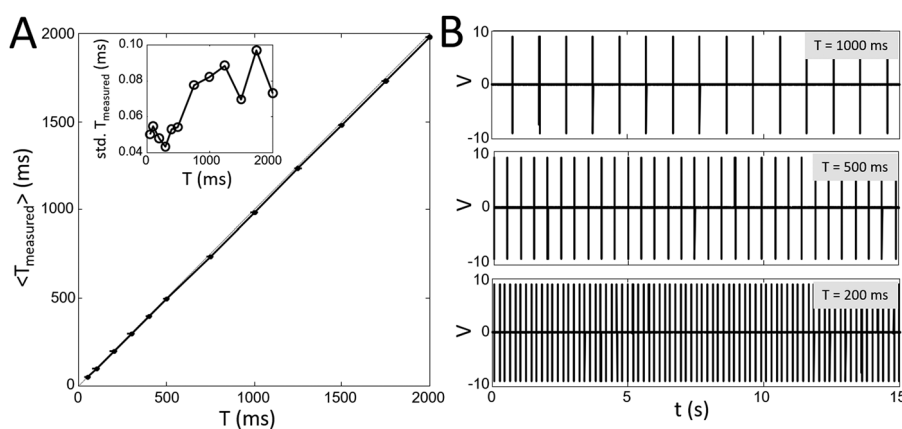 A
2000
1500
1000
500
0
<Tmeasured> (ms)
0 500 1000 1500 2000
T (ms)
0.10
0.08
0.06
0.04
std. Tmeasured (ms)
0 1000 2000
T (ms)
B
10
0
-10
V
T = 1000 ms
10
0
-10
V
T = 500 ms
10
0
-10
V
T = 200 ms
0 5 10 15
t (s)